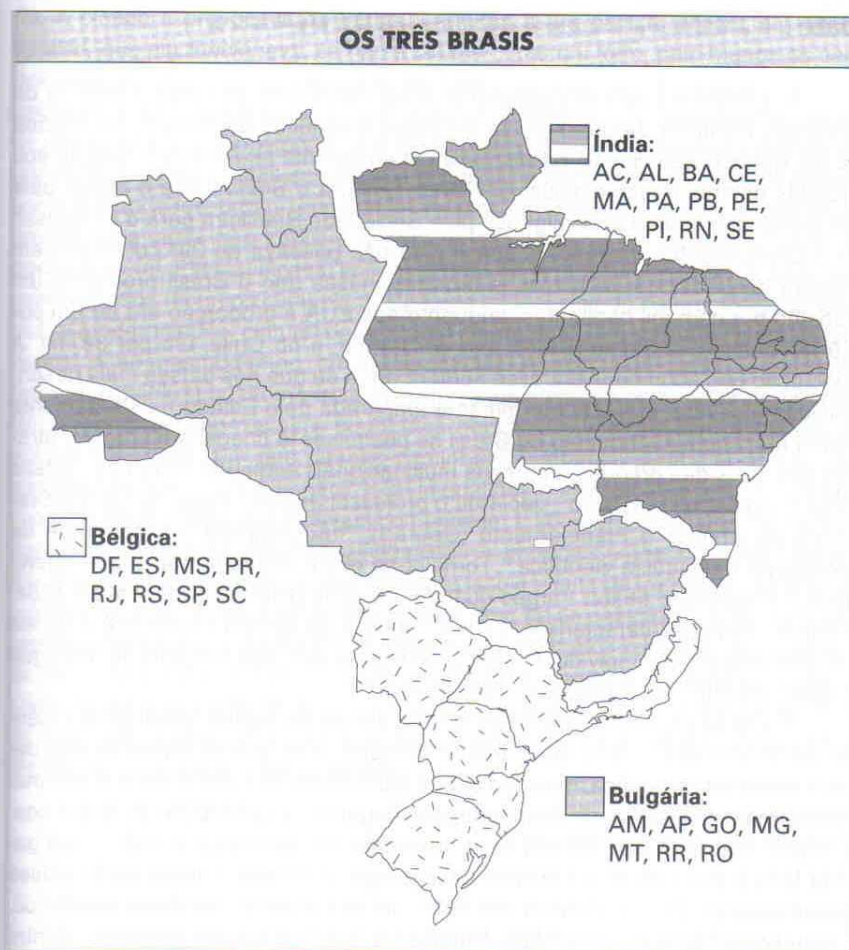 OS TRÊS BRASIS
Índia:
AC, AL, BA, CE,
MA, PA, PB, PE,
PI, RN, SE
Bélgica:
DF, ES, MS, PR,
RJ, RS, SP, SC
Bulgária:
AM, AP, GO, MG,
MT, RR, RO